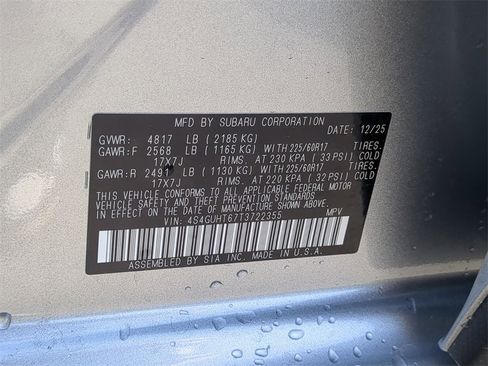 MFD BY SUBARU CORPORATION DATE: 12/25
GVWR: 4817 LB (2185 KG) TIRES.
GAWR:F 2568 LB (1165 KG) WITH 225/60R17
17X7J RIMS. AT 230 KPA (33 PSI) COLD
GAWR:R 2491 LB (1130 KG) WITH 225/60R17 TIRES.
17X7J RIMS. AT 220 KPA (32 PSI) COLD
THIS VEHICLE CONFORMS TO ALL APPLICABLE FEDERAL MOTOR
VEHICLE SAFETY AND THEFT PREVENTION STANDARDS IN EFFECT
ON THE DATE OF MANUFACTURE SHOWN ABOVE.
VIN: 4S4GUHT67T3722355 MPV
ASSEMBLED BY SIA INC. MADE IN U.S.A.